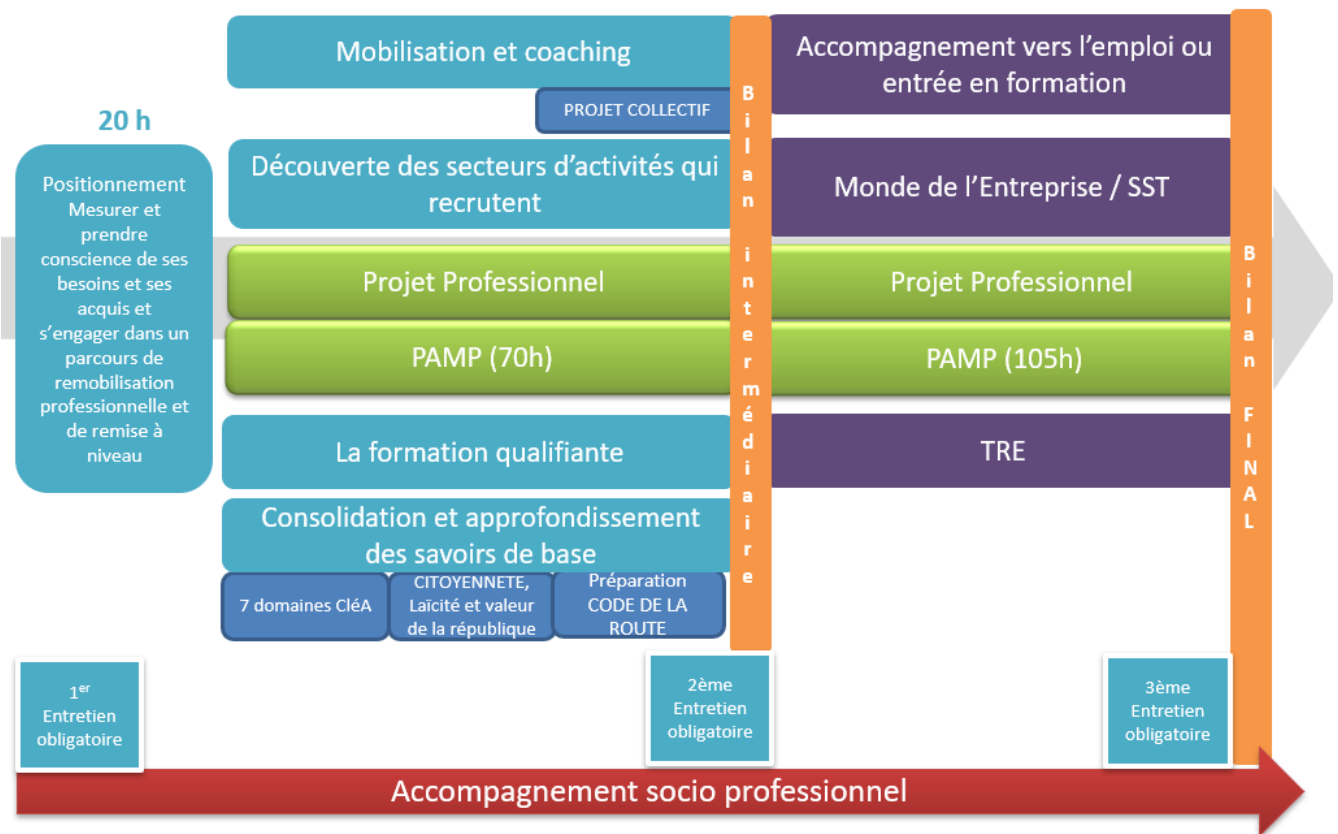 20 h
Positionnement
Mesurer et
prendre
conscience de ses
besoins et ses
acquis et
s'engager dans un
parcours de
remobilisation
professionnelle et
de remise à
niveau
Mobilisation et coaching
PROJET COLLECTIF
Découverte des secteurs d'activités qui
recrutent
Projet Professionnel
PAMP (70h)
La formation qualifiante
Consolidation et approfondissement
des savoirs de base
7 domaines CléA
CITOYENNETE,
Laïcité et valeur
de la république
Préparation
CODE DE LA
ROUTE
Bilan intermédiaire
Accompagnement vers l'emploi ou
entrée en formation
Monde de l'Entreprise / SST
Projet Professionnel
PAMP (105h)
TRE
Bilan FINAL
1er
Entretien
obligatoire
2ème
Entretien
obligatoire
3ème
Entretien
obligatoire
Accompagnement socio professionnel